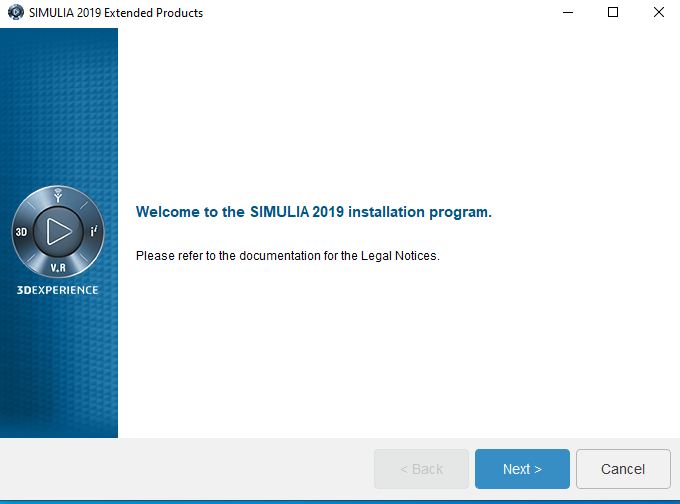 SIMULIA 2019 Extended Products
Welcome to the SIMULIA 2019 installation program.
Please refer to the documentation for the Legal Notices.
3D
i
V.R
3DEXPERIENCE
< Back
Next >
Cancel